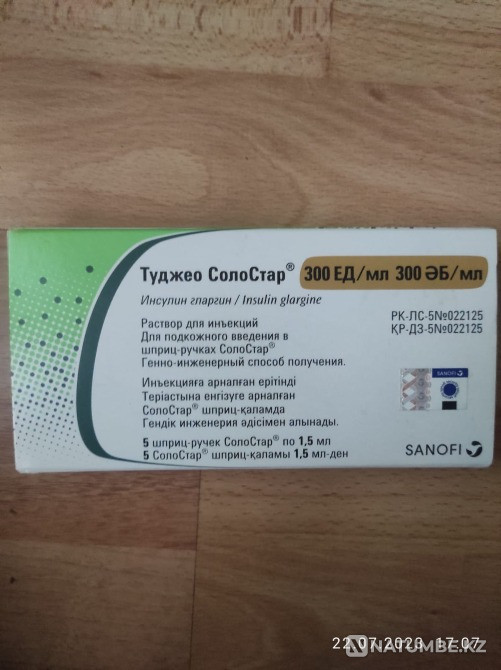 Туджео СолоСтар® 300 ЕД/мл 300 ӘБ/мл
Инсулин гларгин / Insulin glargine
РК-ЛС-5№022125
ҚР-ДЗ-5№022125
Раствор для инъекций
Для подкожного введения в
шприц-ручках СолоСтар®
Генно-инженерный способ получения.
Инъекцияға арналған ерітінді
Теріастына енгізуге арналған
СолоСтар® шприц-қаламда
Гендік инженерия әдісімен алынады.
5 шприц-ручек СолоСтар® по 1,5 мл
5 СолоСтар® шприц-қаламы 1,5 мл-ден
SANOFI
SANOFI
22.07.2023 17:07
NATUMBE.KZ